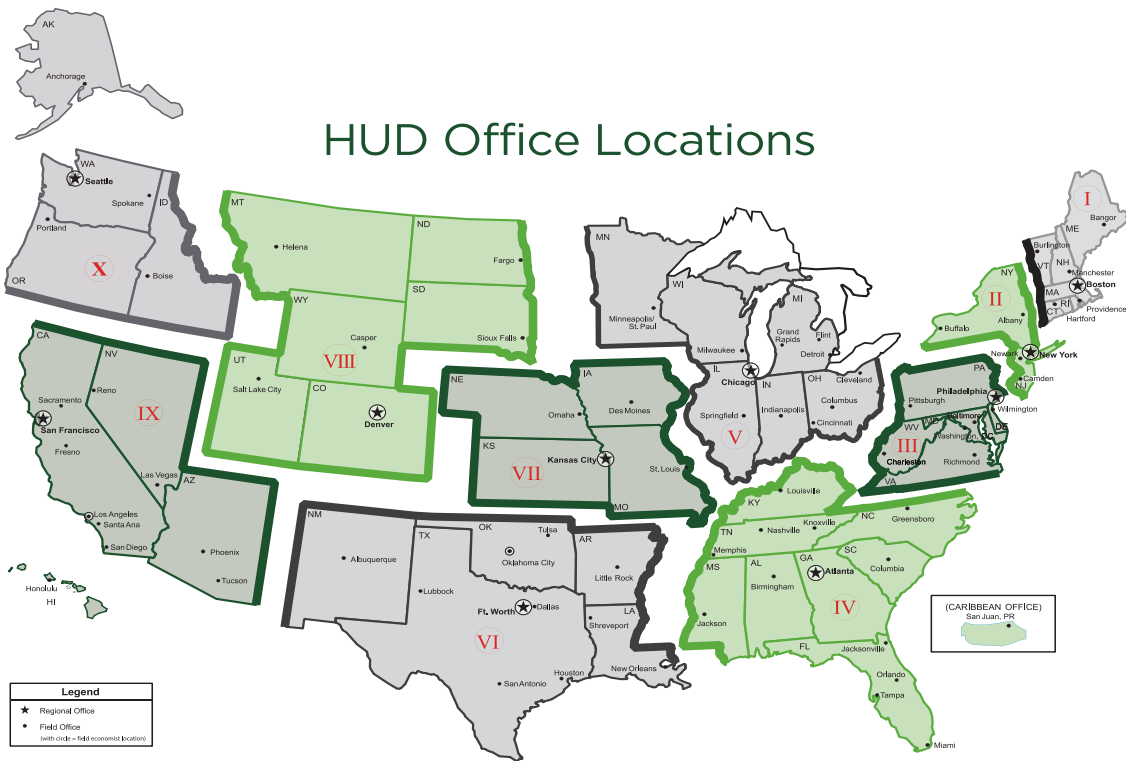 HUD Office Locations
AK
Anchorage
WA
Seattle
Spokane
ID
Portland
X
Boise
OR
MT
Helena
ND
Fargo
SD
Sioux Falls
WY
Casper
VIII
UT
Salt Lake City
CO
Denver
CA
NV
Reno
Sacramento
IX
San Francisco
Fresno
Las Vegas
AZ
Los Angeles
Santa Ana
San Diego
Phoenix
Tucson
Honolulu
HI
NE
Omaha
IA
Des Moines
KS
VII
Kansas City
St. Louis
MO
MN
Minneapolis/
St. Paul
WI
Milwaukee
MI
Grand
Rapids
Flint
Detroit
IL
Chicago
IN
OH
Cleveland
Springfield
Indianapolis
Columbus
Cincinnati
V
I
ME
Bangor
Burlington
VT
NH
Manchester
MA
Boston
CT
RI
Providence
Hartford
NY
II
Albany
Buffalo
New York
Newark
Camden
NJ
PA
Philadelphia
Pittsburgh
Wilmington
WV
MD
Baltimore
DE
III
Washington,
DC
Charleston
Richmond
VA
NM
Albuquerque
TX
OK
Tulsa
Oklahoma City
AR
Little Rock
Lubbock
Ft. Worth
Dallas
LA
Shreveport
VI
New Orleans
Houston
San Antonio
KY
Louisville
TN
Nashville
Knoxville
NC
Greensboro
Memphis
MS
AL
GA
SC
Columbia
Atlanta
Birmingham
Jackson
IV
FL
Jacksonville
Orlando
Tampa
Miami
(CARIBBEAN OFFICE)
San Juan, PR
Legend
Regional Office
Field Office
(with circle = field economist location)